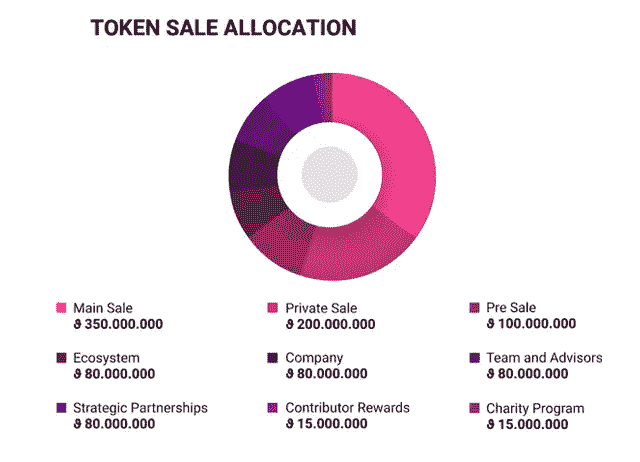 TOKEN SALE ALLOCATION
Main Sale
ϑ 350.000.000
Private Sale
ϑ 200.000.000
Pre Sale
ϑ 100.000.000
Ecosystem
ϑ 80.000.000
Company
ϑ 80.000.000
Team and Advisors
ϑ 80.000.000
Strategic Partnerships
ϑ 80.000.000
Contributor Rewards
ϑ 15.000.000
Charity Program
ϑ 15.000.000